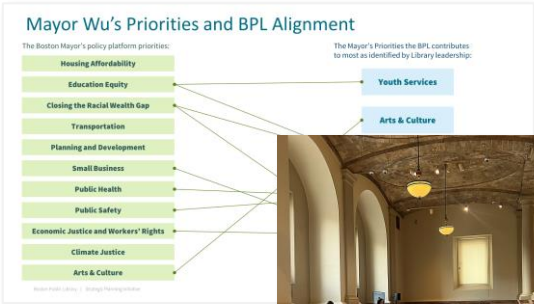 Mayor Wu's Priorities and BPL Alignment
The Boston Mayor's policy platform priorities:
Housing Affordability
Education Equity
Closing the Racial Wealth Gap
Transportation
Planning and Development
Small Business
Public Health
Public Safety
Economic Justice and Workers' Rights
Climate Justice
Arts & Culture
The Mayor's Priorities the BPL contributes
to most as identified by Library leadership:
Youth Services
Arts & Culture
Boston Public Library | Strategic Planning Initiative